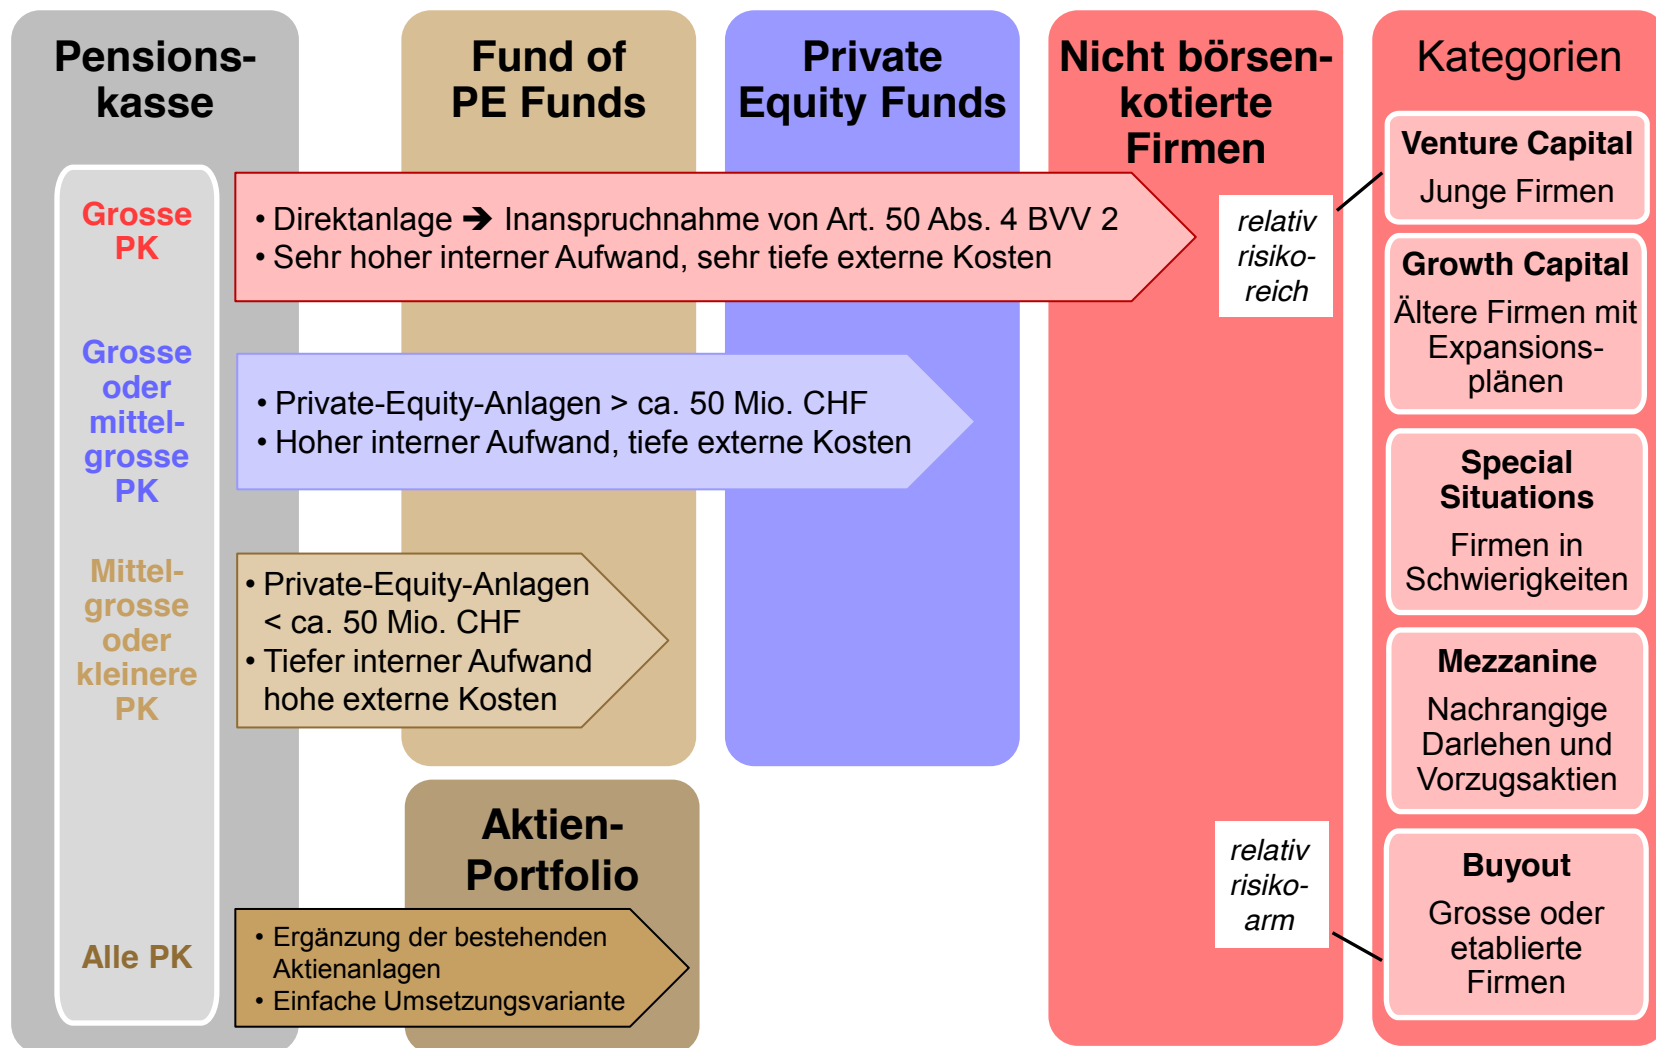 Pensions-
kasse
Fund of
PE Funds
Private
Equity Funds
Nicht börsen-
kotierte
Firmen
Kategorien
Grosse
PK
• Direktanlage ➔ Inanspruchnahme von Art. 50 Abs. 4 BVV 2
• Sehr hoher interner Aufwand, sehr tiefe externe Kosten
relativ
risiko-
reich
Venture Capital
Junge Firmen
Growth Capital
Ältere Firmen mit
Expansions-
plänen
Grosse
oder
mittel-
grosse
PK
• Private-Equity-Anlagen > ca. 50 Mio. CHF
• Hoher interner Aufwand, tiefe externe Kosten
Special
Situations
Firmen in
Schwierigkeiten
Mittel-
grosse
oder
kleinere
PK
• Private-Equity-Anlagen
< ca. 50 Mio. CHF
• Tiefer interner Aufwand
hohe externe Kosten
Mezzanine
Nachrangige
Darlehen und
Vorzugsaktien
Aktien-
Portfolio
Alle PK
• Ergänzung der bestehenden
Aktienanlagen
• Einfache Umsetzungsvariante
relativ
risiko-
arm
Buyout
Grosse oder
etablierte
Firmen